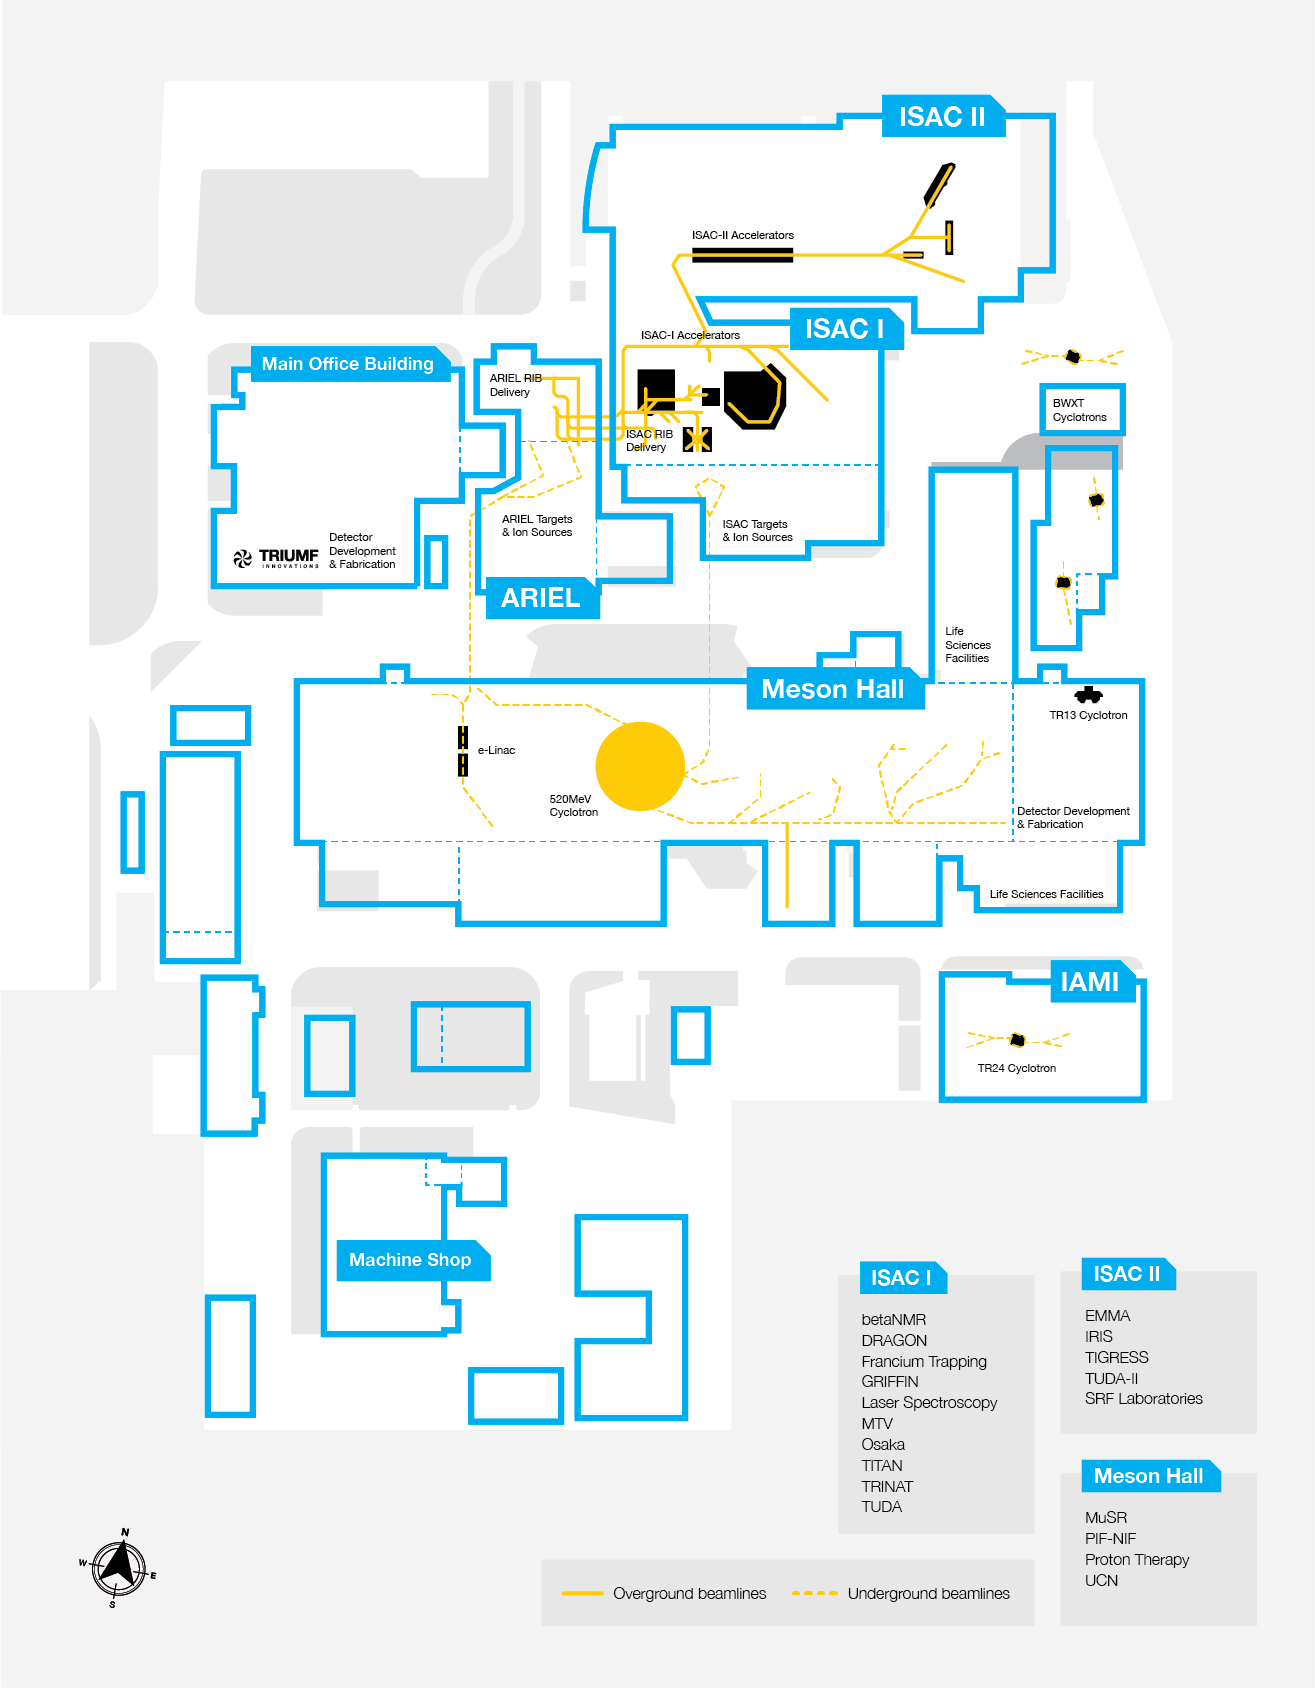 ISAC II
ISAC-II Accelerators
ISAC I
ISAC-I Accelerators
Main Office Building
ARIEL RIB
Delivery
BWXT
Cyclotrons
ISAC RIB
Delivery
ARIEL Targets
& Ion Sources
ISAC Targets
& Ion Sources
TRIUMF
INNOVATIONS
Detector
Development
& Fabrication
ARIEL
Life
Sciences
Facilities
Meson Hall
TR13 Cyclotron
e-Linac
520MeV
Cyclotron
Detector Development
& Fabrication
Life Sciences Facilities
IAMI
TR24 Cyclotron
Machine Shop
ISAC I
betaNMR
DRAGON
Francium Trapping
GRIFFIN
Laser Spectroscopy
MTV
Osaka
TITAN
TRINAT
TUDA
ISAC II
EMMA
IRIS
TIGRESS
TUDA-II
SRF Laboratories
Meson Hall
MuSR
PIF-NIF
Proton Therapy
UCN
N
W
E
S
Overground beamlines
Underground beamlines